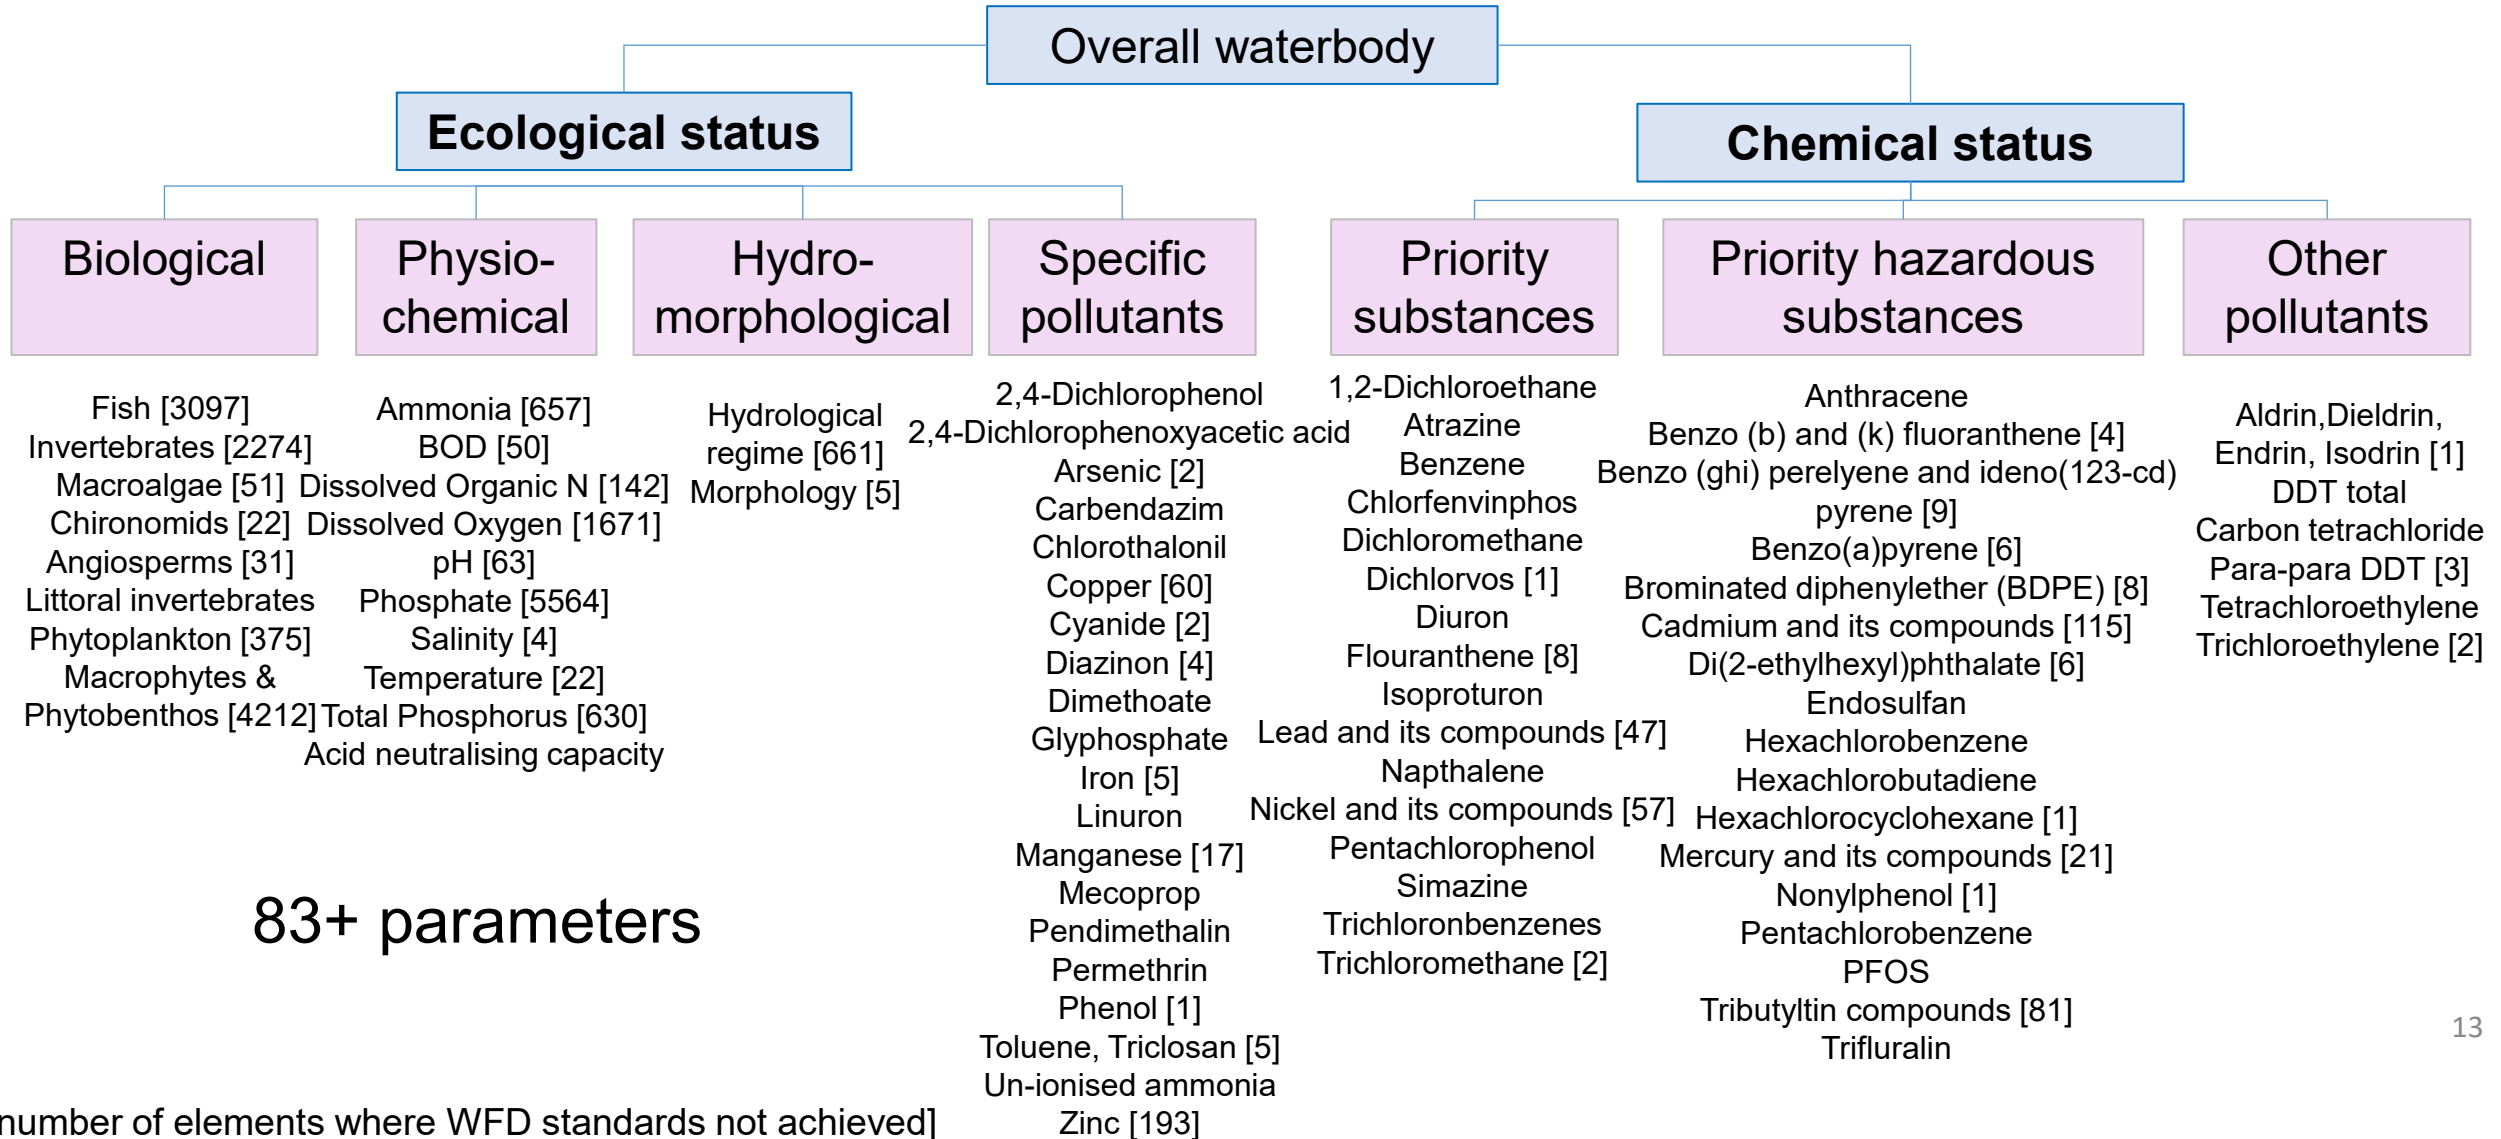 Overall waterbody
Ecological status
Chemical status
Biological
Physio-
chemical
Hydro-
morphological
Specific
pollutants
Priority
substances
Priority hazardous
substances
Other
pollutants
Fish [3097]
Invertebrates [2274]
Macroalgae [51]
Chironomids [22]
Angiosperms [31]
Littoral invertebrates
Phytoplankton [375]
Macrophytes &
Phytobenthos [4212]
Ammonia [657]
BOD [50]
Dissolved Organic N [142]
Dissolved Oxygen [1671]
pH [63]
Phosphate [5564]
Salinity [4]
Temperature [22]
Total Phosphorus [630]
Acid neutralising capacity
Hydrological
regime [661]
Morphology [5]
2,4-Dichlorophenol
2,4-Dichlorophenoxyacetic acid
Arsenic [2]
Carbendazim
Chlorothalonil
Copper [60]
Cyanide [2]
Diazinon [4]
Dimethoate
Glyphosphate
Iron [5]
Linuron
Manganese [17]
Mecoprop
Pendimethalin
Permethrin
Phenol [1]
Toluene, Triclosan [5]
Un-ionised ammonia
Zinc [193]
1,2-Dichloroethane
Atrazine
Benzene
Chlorfenvinphos
Dichloromethane
Dichlorvos [1]
Diuron
Flouranthene [8]
Isoproturon
Lead and its compounds [47]
Napthalene
Nickel and its compounds [57]
Pentachlorophenol
Simazine
Trichloronbenzenes
Trichloromethane [2]
Anthracene
Benzo (b) and (k) fluoranthene [4]
Benzo (ghi) perelyene and ideno(123-cd)
pyrene [9]
Benzo(a)pyrene [6]
Brominated diphenylether (BDPE) [8]
Cadmium and its compounds [115]
Di(2-ethylhexyl)phthalate [6]
Endosulfan
Hexachlorobenzene
Hexachlorobutadiene
Hexachlorocyclohexane [1]
Mercury and its compounds [21]
Nonylphenol [1]
Pentachlorobenzene
PFOS
Tributyltin compounds [81]
Trifluralin
Aldrin,Dieldrin,
Endrin, Isodrin [1]
DDT total
Carbon tetrachloride
Para-para DDT [3]
Tetrachloroethylene
Trichloroethylene [2]
83+ parameters
number of elements where WFD standards not achieved]
13